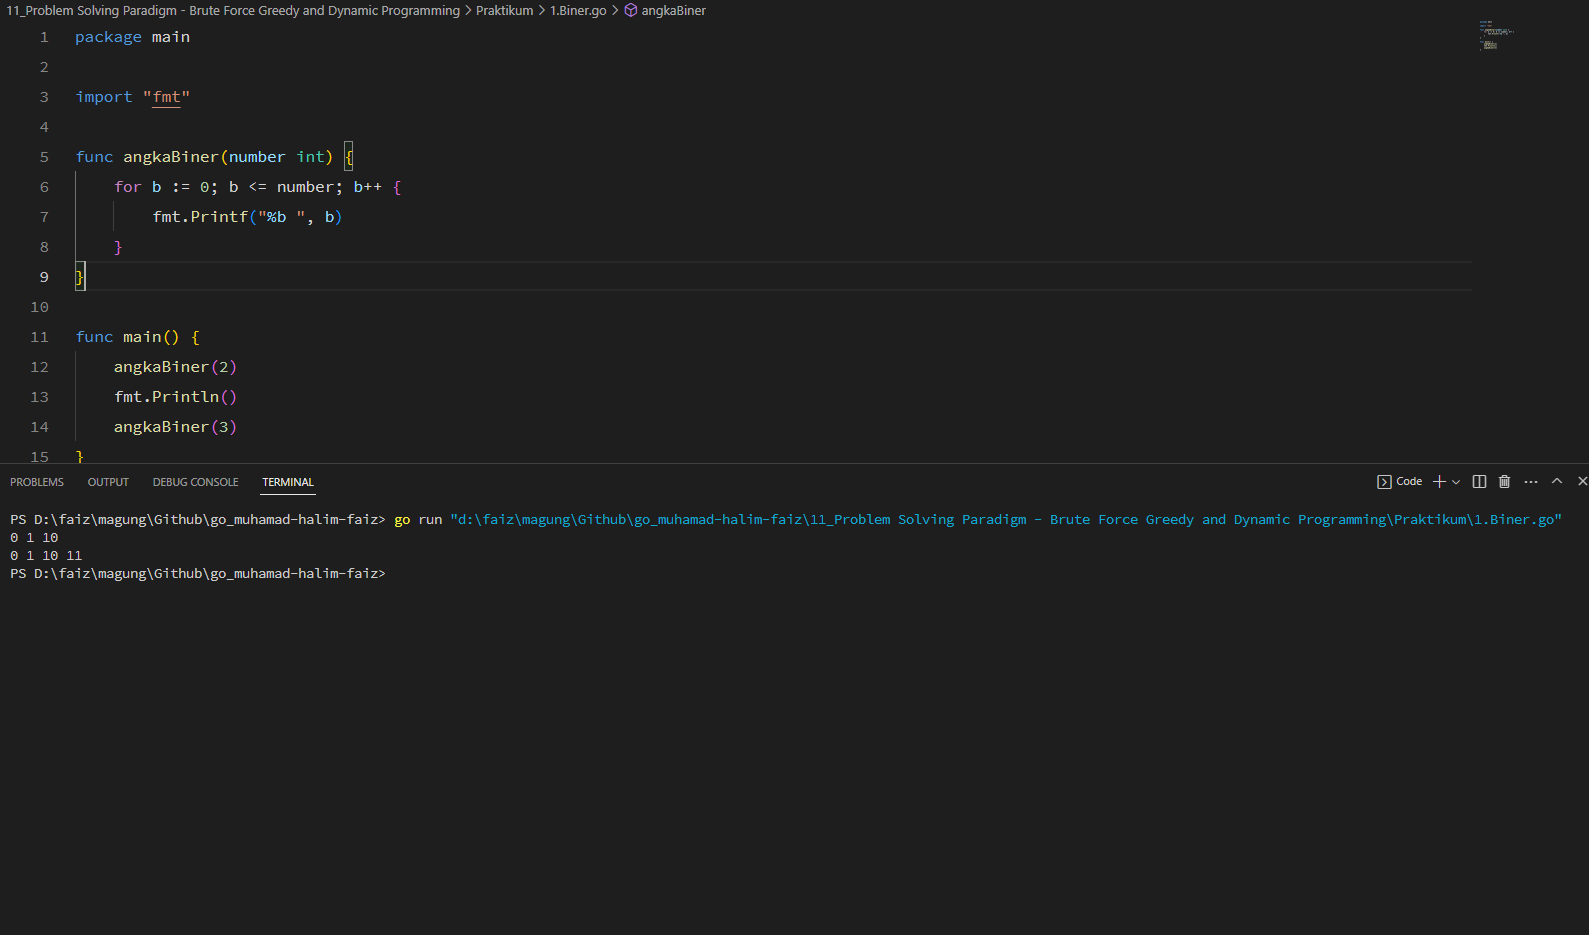 11_Problem Solving Paradigm - Brute Force Greedy and Dynamic Programming > Praktikum > 1.Biner.go > angkaBiner
1 package main
2
3 import "fmt"
4
5 func angkaBiner(number int) {
6 for b := 0; b <= number; b++ {
7 fmt.Printf("%b ", b)
8 }
9 }
10
11 func main() {
12 angkaBiner(2)
13 fmt.Println()
14 angkaBiner(3)
15 }
PROBLEMS OUTPUT DEBUG CONSOLE TERMINAL Code
PS D:\faiz\magung\Github\go_muhamad-halim-faiz> go run "d:\faiz\magung\Github\go_muhamad-halim-faiz\11_Problem Solving Paradigm - Brute Force Greedy and Dynamic Programming\Praktikum\1.Biner.go"
0 1 10
0 1 10 11
PS D:\faiz\magung\Github\go_muhamad-halim-faiz>